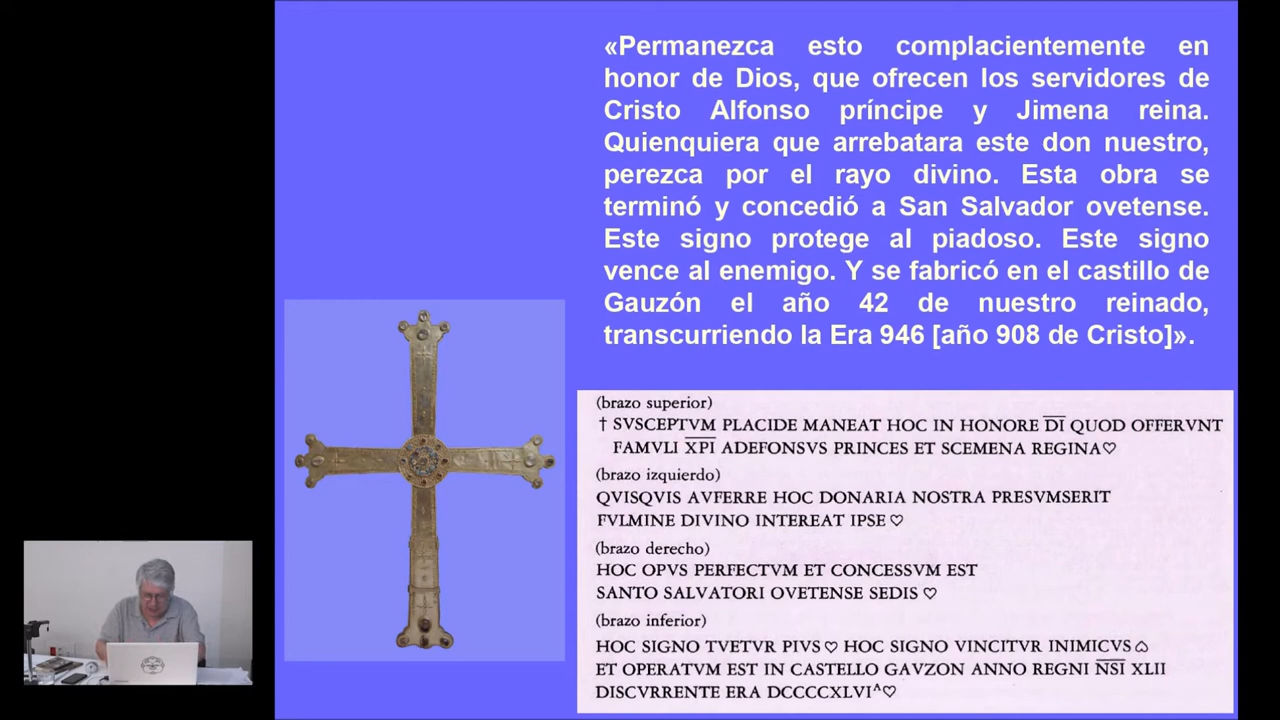 «Permanezca esto complacientemente en
honor de Dios, que ofrecen los servidores de
Cristo Alfonso príncipe y Jimena reina.
Quienquiera que arrebatara este don nuestro,
perezca por el rayo divino. Esta obra se
terminó y concedió a San Salvador ovetense.
Este signo protege al piadoso. Este signo
vence al enemigo. Y se fabricó en el castillo de
Gauzón el año 42 de nuestro reinado,
transcurriendo la Era 946 [año 908 de Cristo]».
(brazo superior)
† SVSCEPTVM PLACIDE MANEAT HOC IN HONORE D̅I̅ QUOD OFFERVNT
FAMVLI X̅P̅I̅ ADEFONSVS PRINCES ET SCEMENA REGINA♡
(brazo izquierdo)
QVISQVIS AVFERRE HOC DONARIA NOSTRA PRESVMSERIT
FVLMINE DIVINO INTEREAT IPSE ♡
(brazo derecho)
HOC OPVS PERFECTVM ET CONCESSVM EST
SANTO SALVATORI OVETENSE SEDIS ♡
(brazo inferior)
HOC SIGNO TVETVR PIVS ♡ HOC SIGNO VINCITVR INIMICVS ♡
ET OPERATVM EST IN CASTELLO GAVZON ANNO REGNI N̅S̅I̅ XLII
DISCVRRENTE ERA DCCCCXLVI^A♡